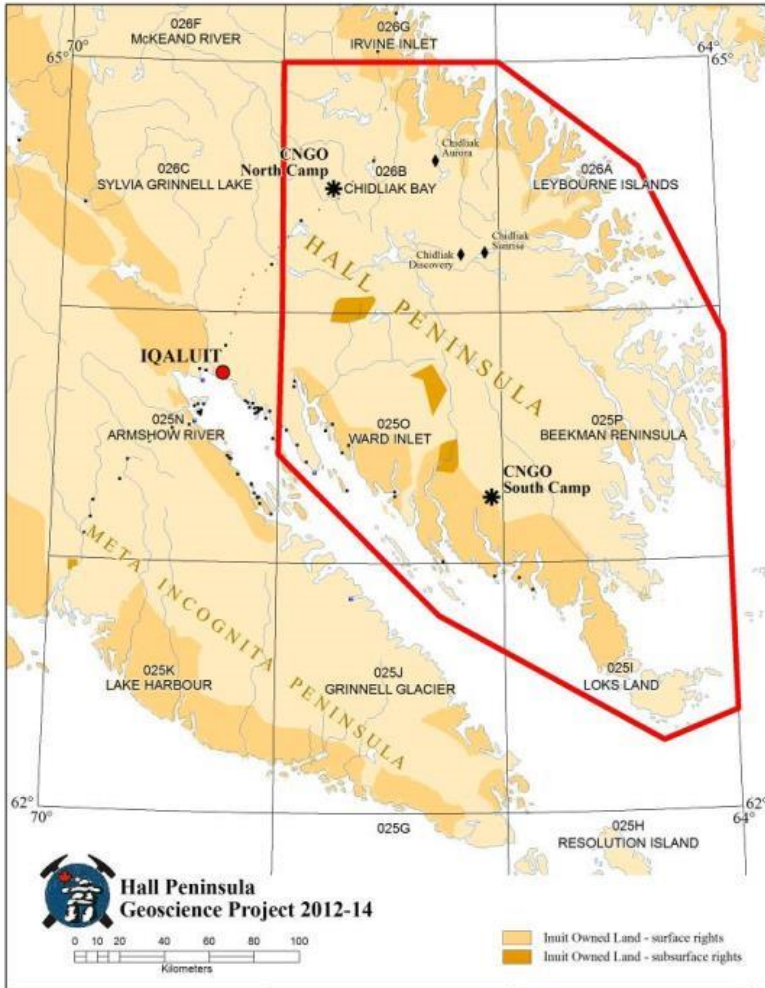 026F
McKEAND RIVER
026G
IRVINE INLET
70°
65°
64°
65°
026C
SYLVIA GRINNELL LAKE
CNGO
North Camp
026B
CHIDLIAK BAY
Chidliak
Aurora
026A
LEYBOURNE ISLANDS
Chidliak
Discovery
Chidliak
Sunrise
HALL PENINSULA
IQALUIT
025N
ARMSHOW RIVER
025O
WARD INLET
025P
BEEKMAN PENINSULA
CNGO
South Camp
META INCOGNITA PENINSULA
025K
LAKE HARBOUR
025J
GRINNELL GLACIER
025I
LOKS LAND
62°
70°
62°
64°
025G
025H
RESOLUTION ISLAND
Hall Peninsula
Geoscience Project 2012-14
0 10 20 40 60 80 100
Kilometers
Inuit Owned Land - surface rights
Inuit Owned Land - subsurface rights